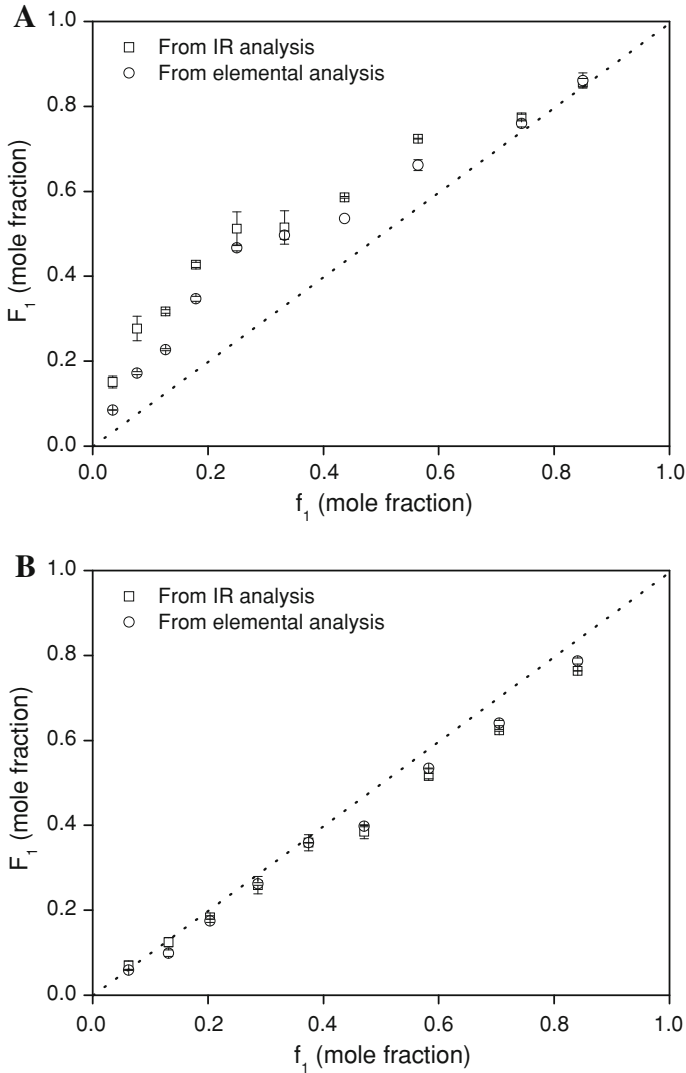 A
1.0
From IR analysis
From elemental analysis
0.8
0.6
0.4
0.2
0.0
F₁ (mole fraction)
0.0 0.2 0.4 0.6 0.8 1.0
f₁ (mole fraction)
B
1.0
From IR analysis
From elemental analysis
0.8
0.6
0.4
0.2
0.0
F₁ (mole fraction)
0.0 0.2 0.4 0.6 0.8 1.0
f₁ (mole fraction)